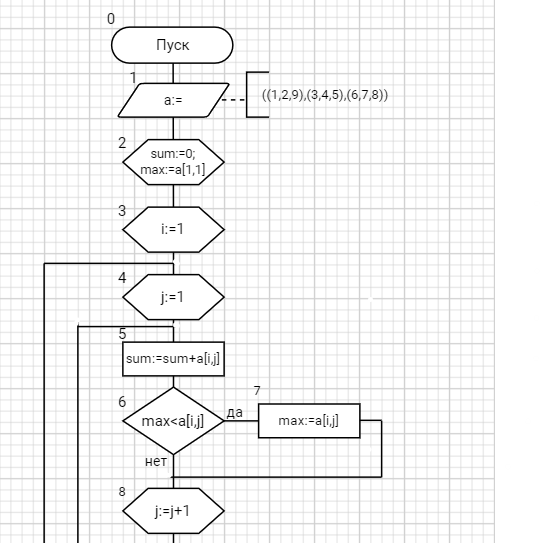 0
Пуск
1
a:=
((1,2,9),(3,4,5),(6,7,8))
2
sum:=0;
max:=a[1,1]
3
i:=1
4
j:=1
5
sum:=sum+a[i,j]
6
max<a[i,j]
да
7
max:=a[i,j]
нет
8
j:=j+1